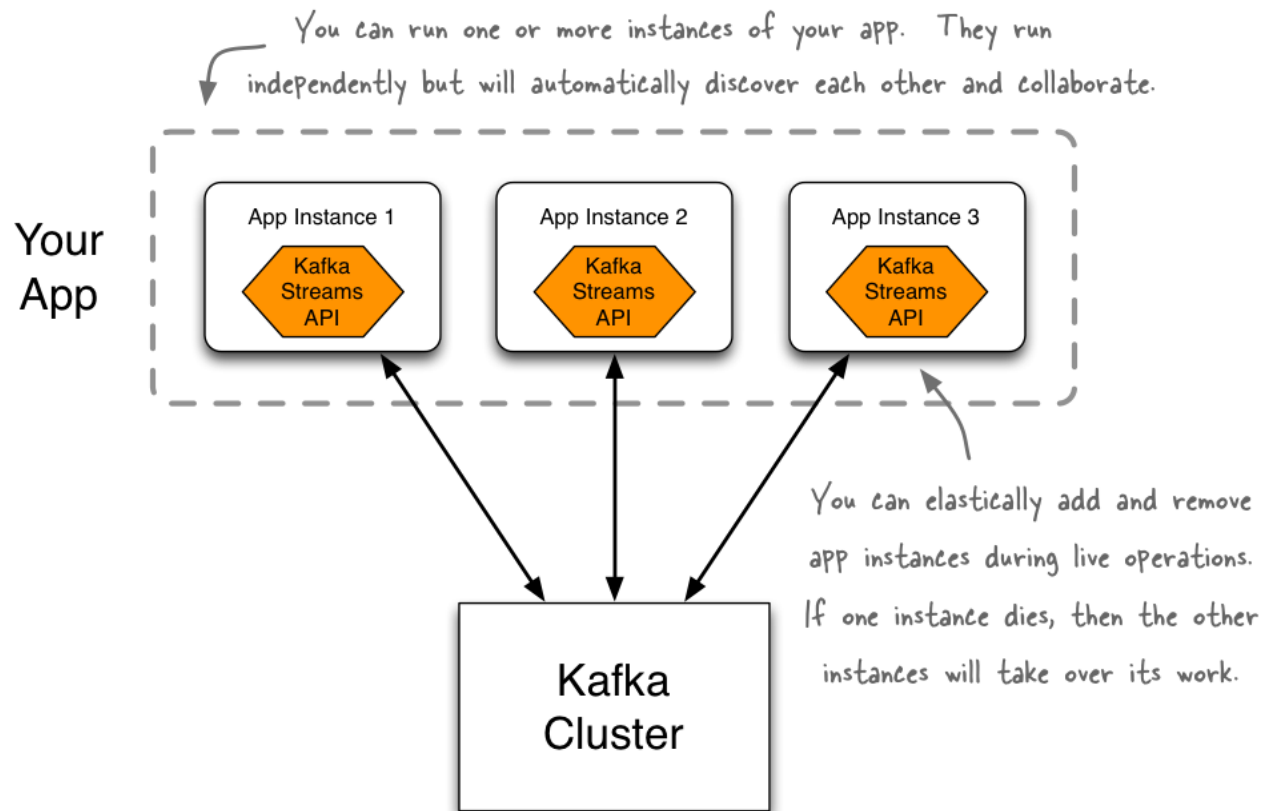 You can run one or more instances of your app. They run
independently but will automatically discover each other and collaborate.
Your
App
App Instance 1
Kafka
Streams
API
App Instance 2
Kafka
Streams
API
App Instance 3
Kafka
Streams
API
You can elastically add and remove
app instances during live operations.
If one instance dies, then the other
instances will take over its work.
Kafka
Cluster